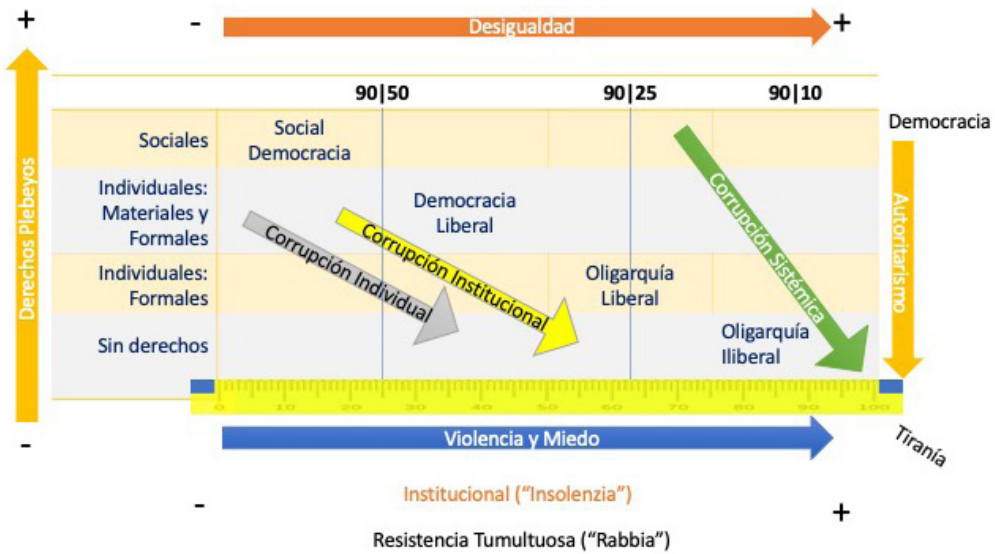 +
-
Desigualdad
+
90|50
90|25
90|10
Democracia
Sociales
Social
Democracia
Individuales:
Materiales y
Formales
Democracia
Liberal
Individuales:
Formales
Oligarquía
Liberal
Sin derechos
Oligarquía
Iliberal
Corrupción Individual
Corrupción Institucional
Corrupción Sistémica
Derechos Plebeyos
Autoritarismo
0 10 20 30 40 50 60 70 80 90 100
-
Violencia y Miedo
Tiranía
-
Institucional (“Insolenzia”)
+
Resistencia Tumultuosa (“Rabbia”)